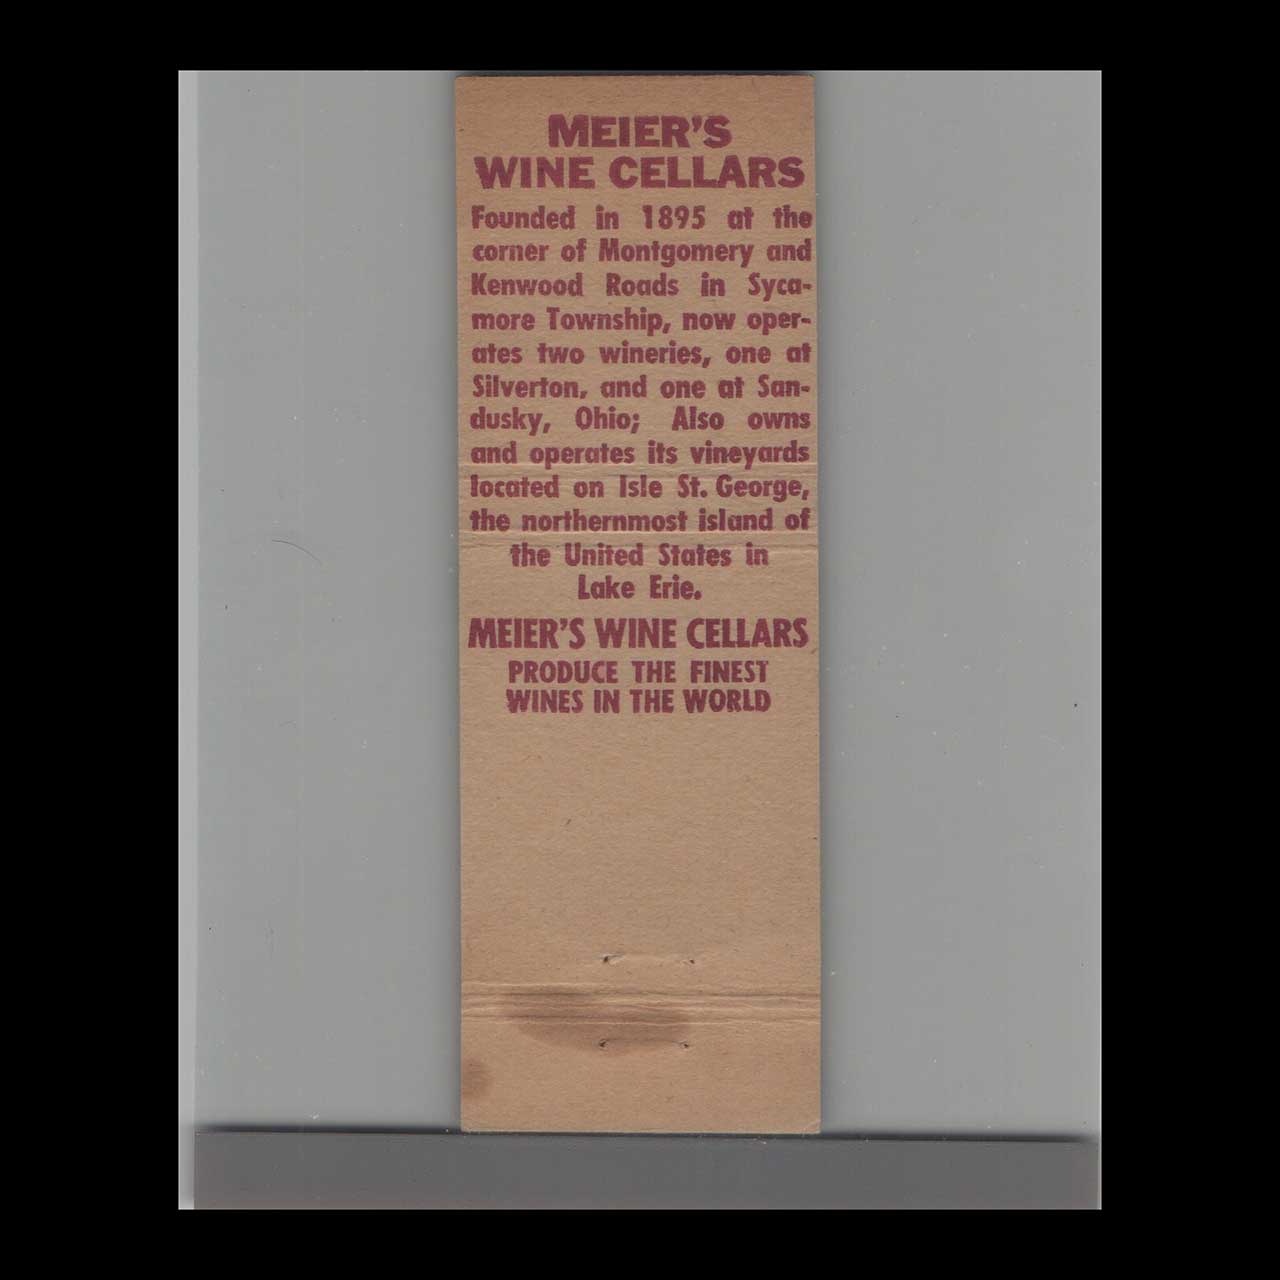 MEIER'S
WINE CELLARS
Founded in 1895 at the
corner of Montgomery and
Kenwood Roads in Syca-
more Township, now oper-
ates two wineries, one at
Silverton, and one at San-
dusky, Ohio; Also owns
and operates its vineyards
located on Isle St. George,
the northernmost island of
the United States in
Lake Erie.
MEIER'S WINE CELLARS
PRODUCE THE FINEST
WINES IN THE WORLD